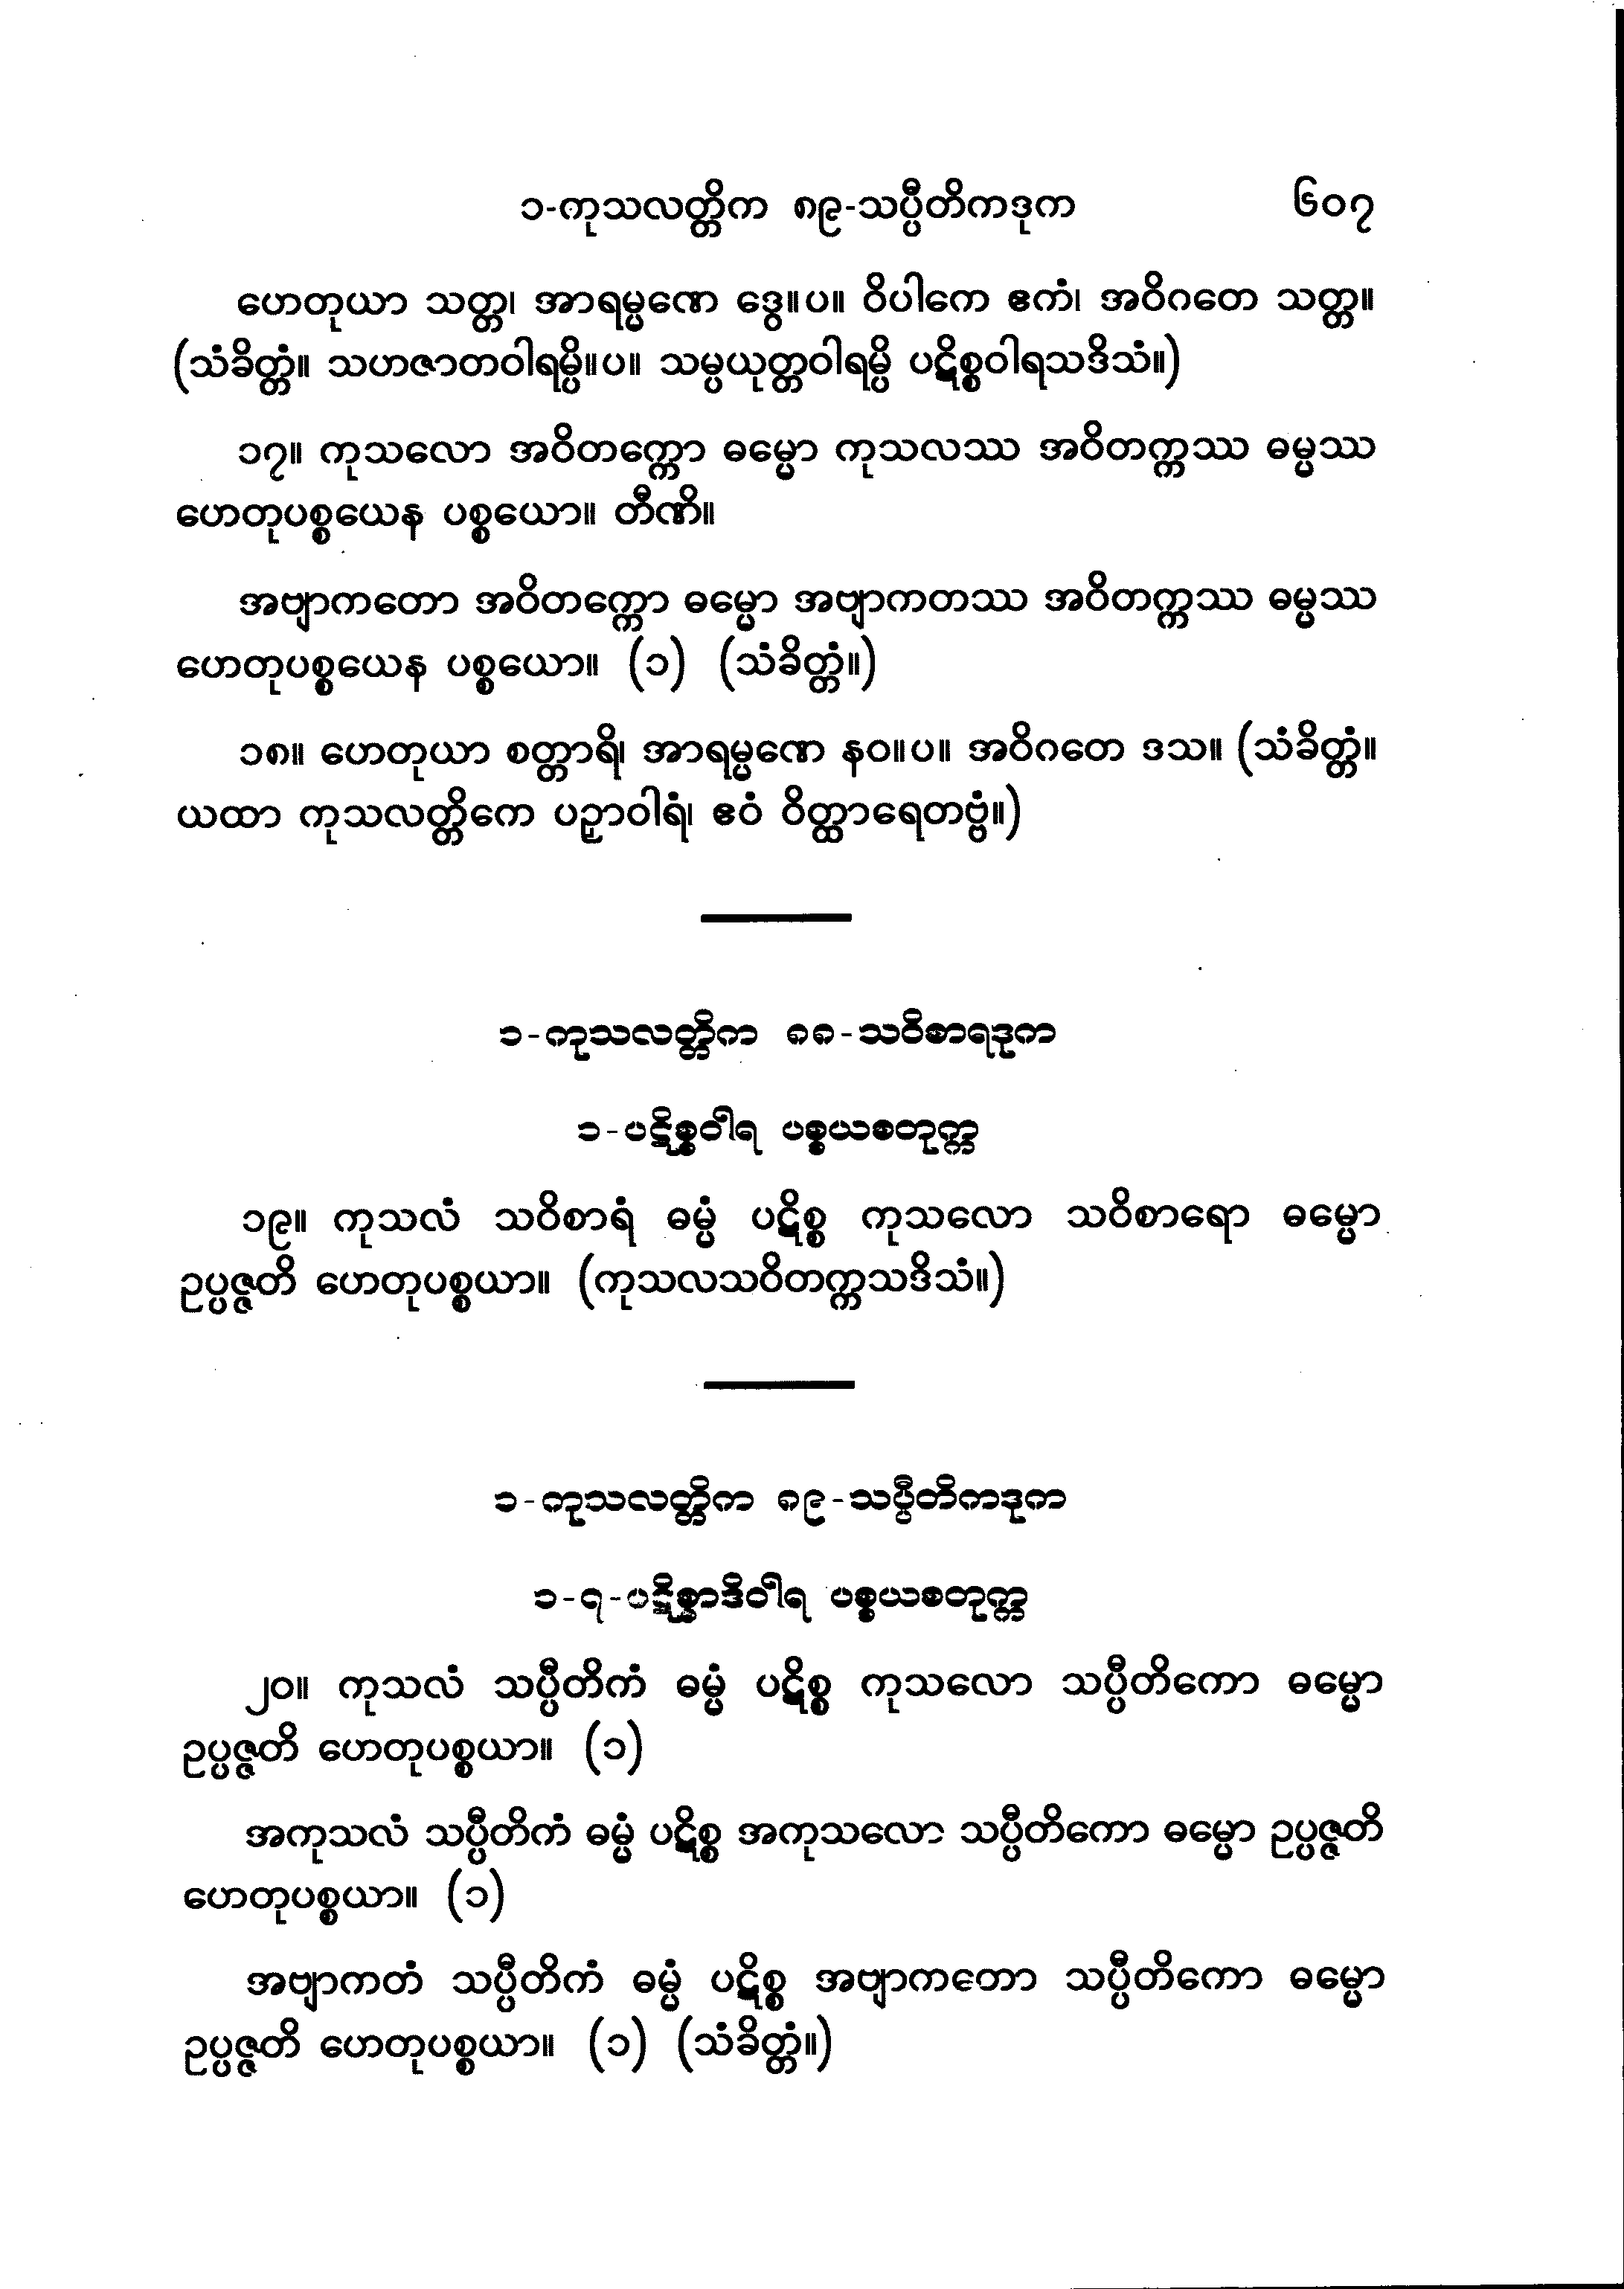 ၁-ကုသလတ္တိက ၈၉-သပ္ပီတိကဒုက ၆၀၇
ဟေတုယာ သတ္တ၊ အာရမ္မဏေ ဒွေ။ပ။ ဝိပါကေ ဧကံ၊ အဝိဂတေ သတ္တ။
(သံခိတ္တံ။ သဟဇာတဝါရမ္ပိ။ပ။ သမ္ပယုတ္တဝါရမ္ပိ ပဋိစ္စဝါရသဒိသံ။)
၁၇။ ကုသလော အဝိတက္ကော ဓမ္မော ကုသလဿ အဝိတက္ကဿ ဓမ္မဿ
ဟေတုပစ္စယေန ပစ္စယော။ တီဏိ။
အဗျာကတော အဝိတက္ကော ဓမ္မော အဗျာကတဿ အဝိတက္ကဿ ဓမ္မဿ
ဟေတုပစ္စယေန ပစ္စယော။ (၁) (သံခိတ္တံ။)
၁၈။ ဟေတုယာ စတ္တာရိ၊ အာရမ္မဏေ နဝ။ပ။ အဝိဂတေ ဒသ။ (သံခိတ္တံ။
ယထာ ကုသလတ္တိကေ ပဉှာဝါရံ၊ ဧဝံ ဝိတ္ထာရေတဗ္ဗံ။)
၁-ကုသလတ္တိက ၈၈-သဝိစာရဒုက
၁-ပဋိစ္စဝါရ ပစ္စယစတုက္က
၁၉။ ကုသလံ သဝိစာရံ ဓမ္မံ ပဋိစ္စ ကုသလော သဝိစာရော ဓမ္မော
ဥပ္ပဇ္ဇတိ ဟေတုပစ္စယာ။ (ကုသလသဝိတက္ကသဒိသံ။)
၁-ကုသလတ္တိက ၈၉-သပ္ပီတိကဒုက
၁-၇-ပဋိစ္စာဒိဝါရ ပစ္စယစတုက္က
၂၀။ ကုသလံ သပ္ပီတိကံ ဓမ္မံ ပဋိစ္စ ကုသလော သပ္ပီတိကော ဓမ္မော
ဥပ္ပဇ္ဇတိ ဟေတုပစ္စယာ။ (၁)
အကုသလံ သပ္ပီတိကံ ဓမ္မံ ပဋိစ္စ အကုသလော သပ္ပီတိကော ဓမ္မော ဥပ္ပဇ္ဇတိ
ဟေတုပစ္စယာ။ (၁)
အဗျာကတံ သပ္ပီတိကံ ဓမ္မံ ပဋိစ္စ အဗျာကတော သပ္ပီတိကော ဓမ္မော
ဥပ္ပဇ္ဇတိ ဟေတုပစ္စယာ။ (၁) (သံခိတ္တံ။)